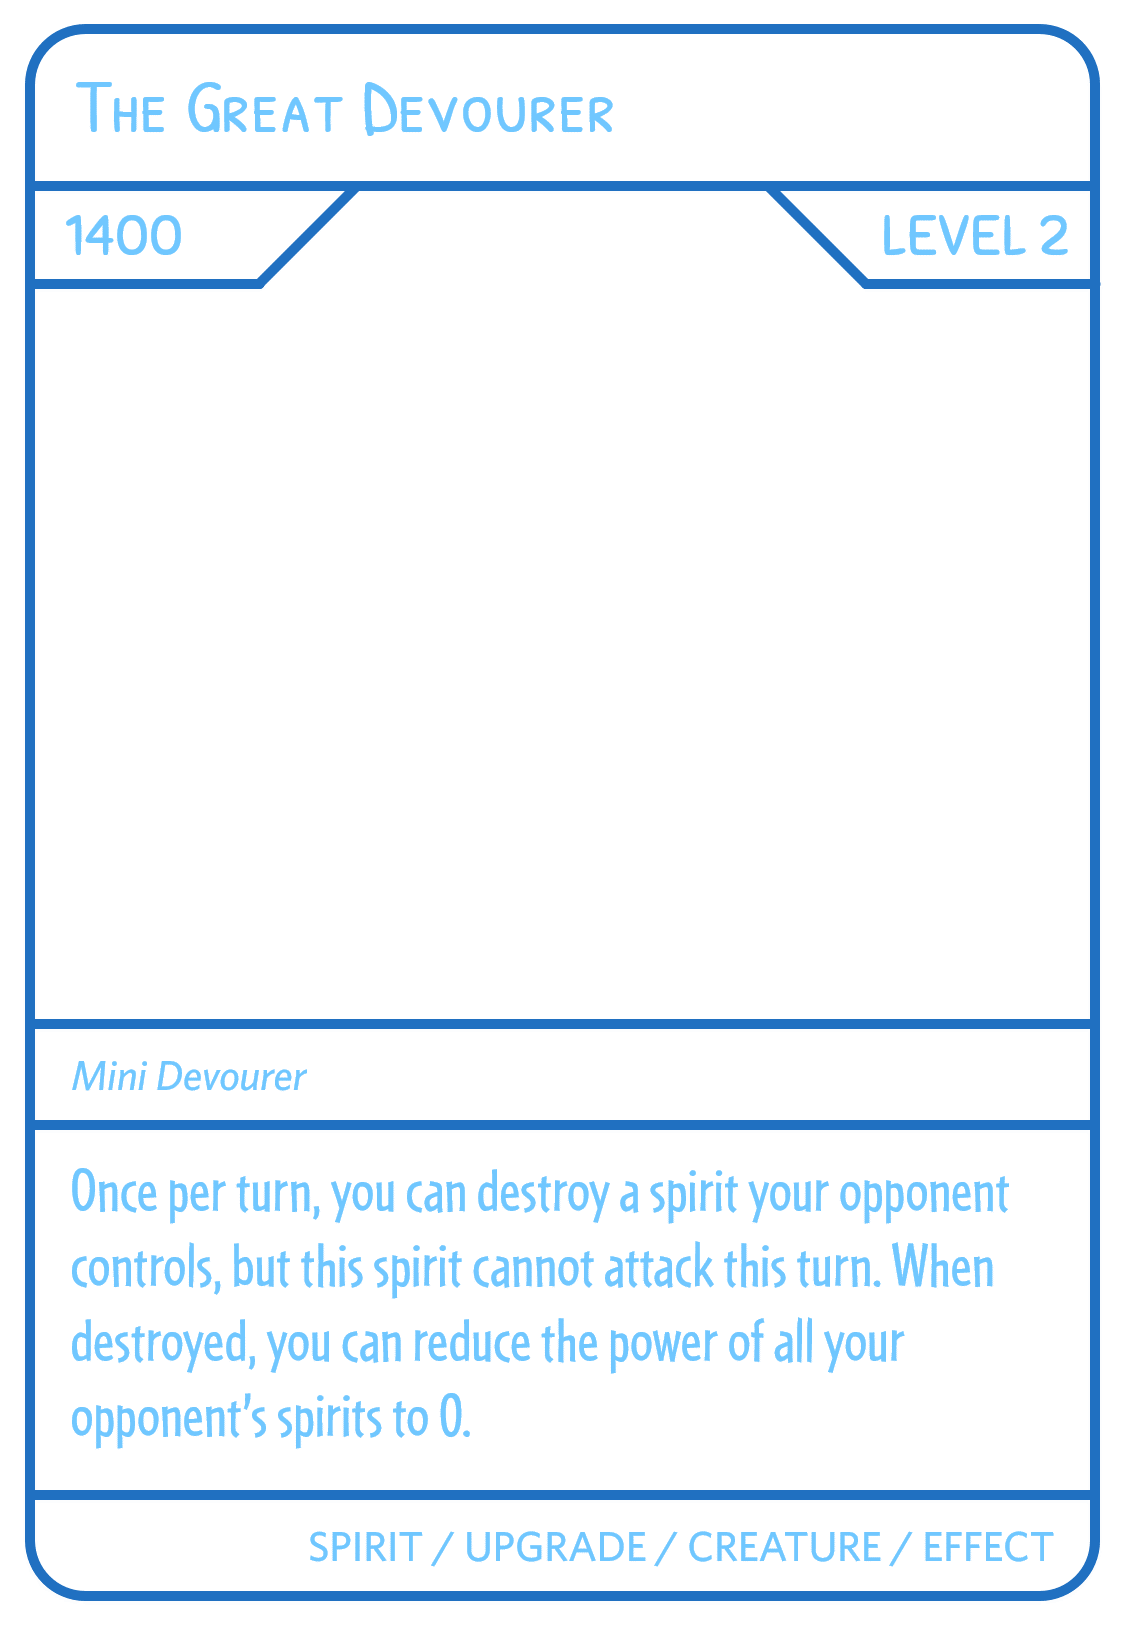 The Great Devourer
1400
LEVEL 2
Mini Devourer
Once per turn, you can destroy a spirit your opponent
controls, but this spirit cannot attack this turn. When
destroyed, you can reduce the power of all your
opponent’s spirits to 0.
SPIRIT / UPGRADE / CREATURE / EFFECT